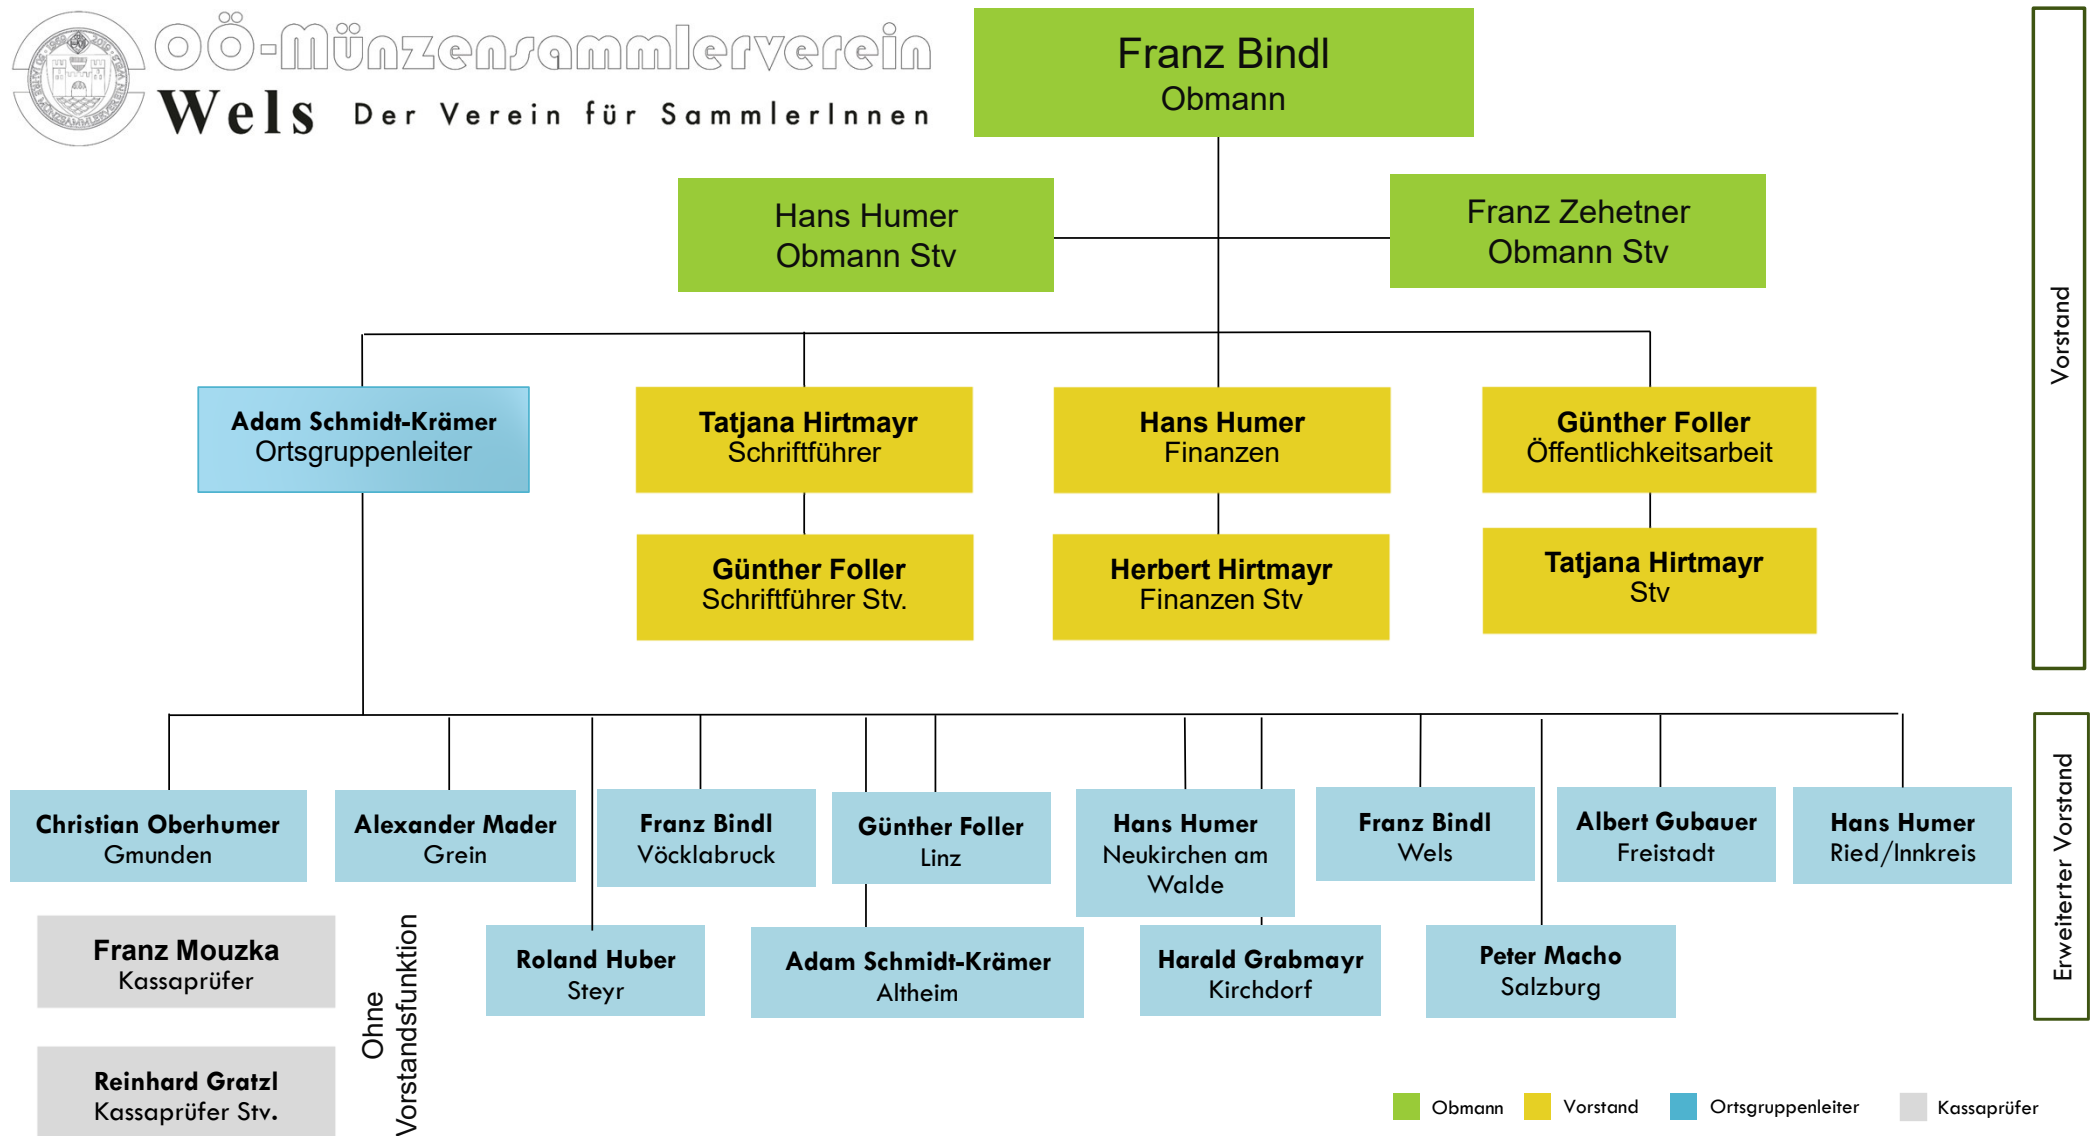 OÖ-Münzensammlerverein
Wels Der Verein für SammlerInnen
Franz Bindl
Obmann
Hans Humer
Obmann Stv
Franz Zehetner
Obmann Stv
Vorstand
Adam Schmidt-Krämer
Ortsgruppenleiter
Tatjana Hirtmayr
Schriftführer
Hans Humer
Finanzen
Günther Foller
Öffentlichkeitsarbeit
Günther Foller
Schriftführer Stv.
Herbert Hirtmayr
Finanzen Stv
Tatjana Hirtmayr
Stv
Erweiterter Vorstand
Christian Oberhumer
Gmunden
Alexander Mader
Grein
Franz Bindl
Vöcklabruck
Günther Foller
Linz
Hans Humer
Neukirchen am
Walde
Franz Bindl
Wels
Albert Gubauer
Freistadt
Hans Humer
Ried/Innkreis
Roland Huber
Steyr
Adam Schmidt-Krämer
Altheim
Harald Grabmayr
Kirchdorf
Peter Macho
Salzburg
Franz Mouzka
Kassaprüfer
Reinhard Gratzl
Kassaprüfer Stv.
Ohne
Vorstandsfunktion
Obmann
Vorstand
Ortsgruppenleiter
Kassaprüfer